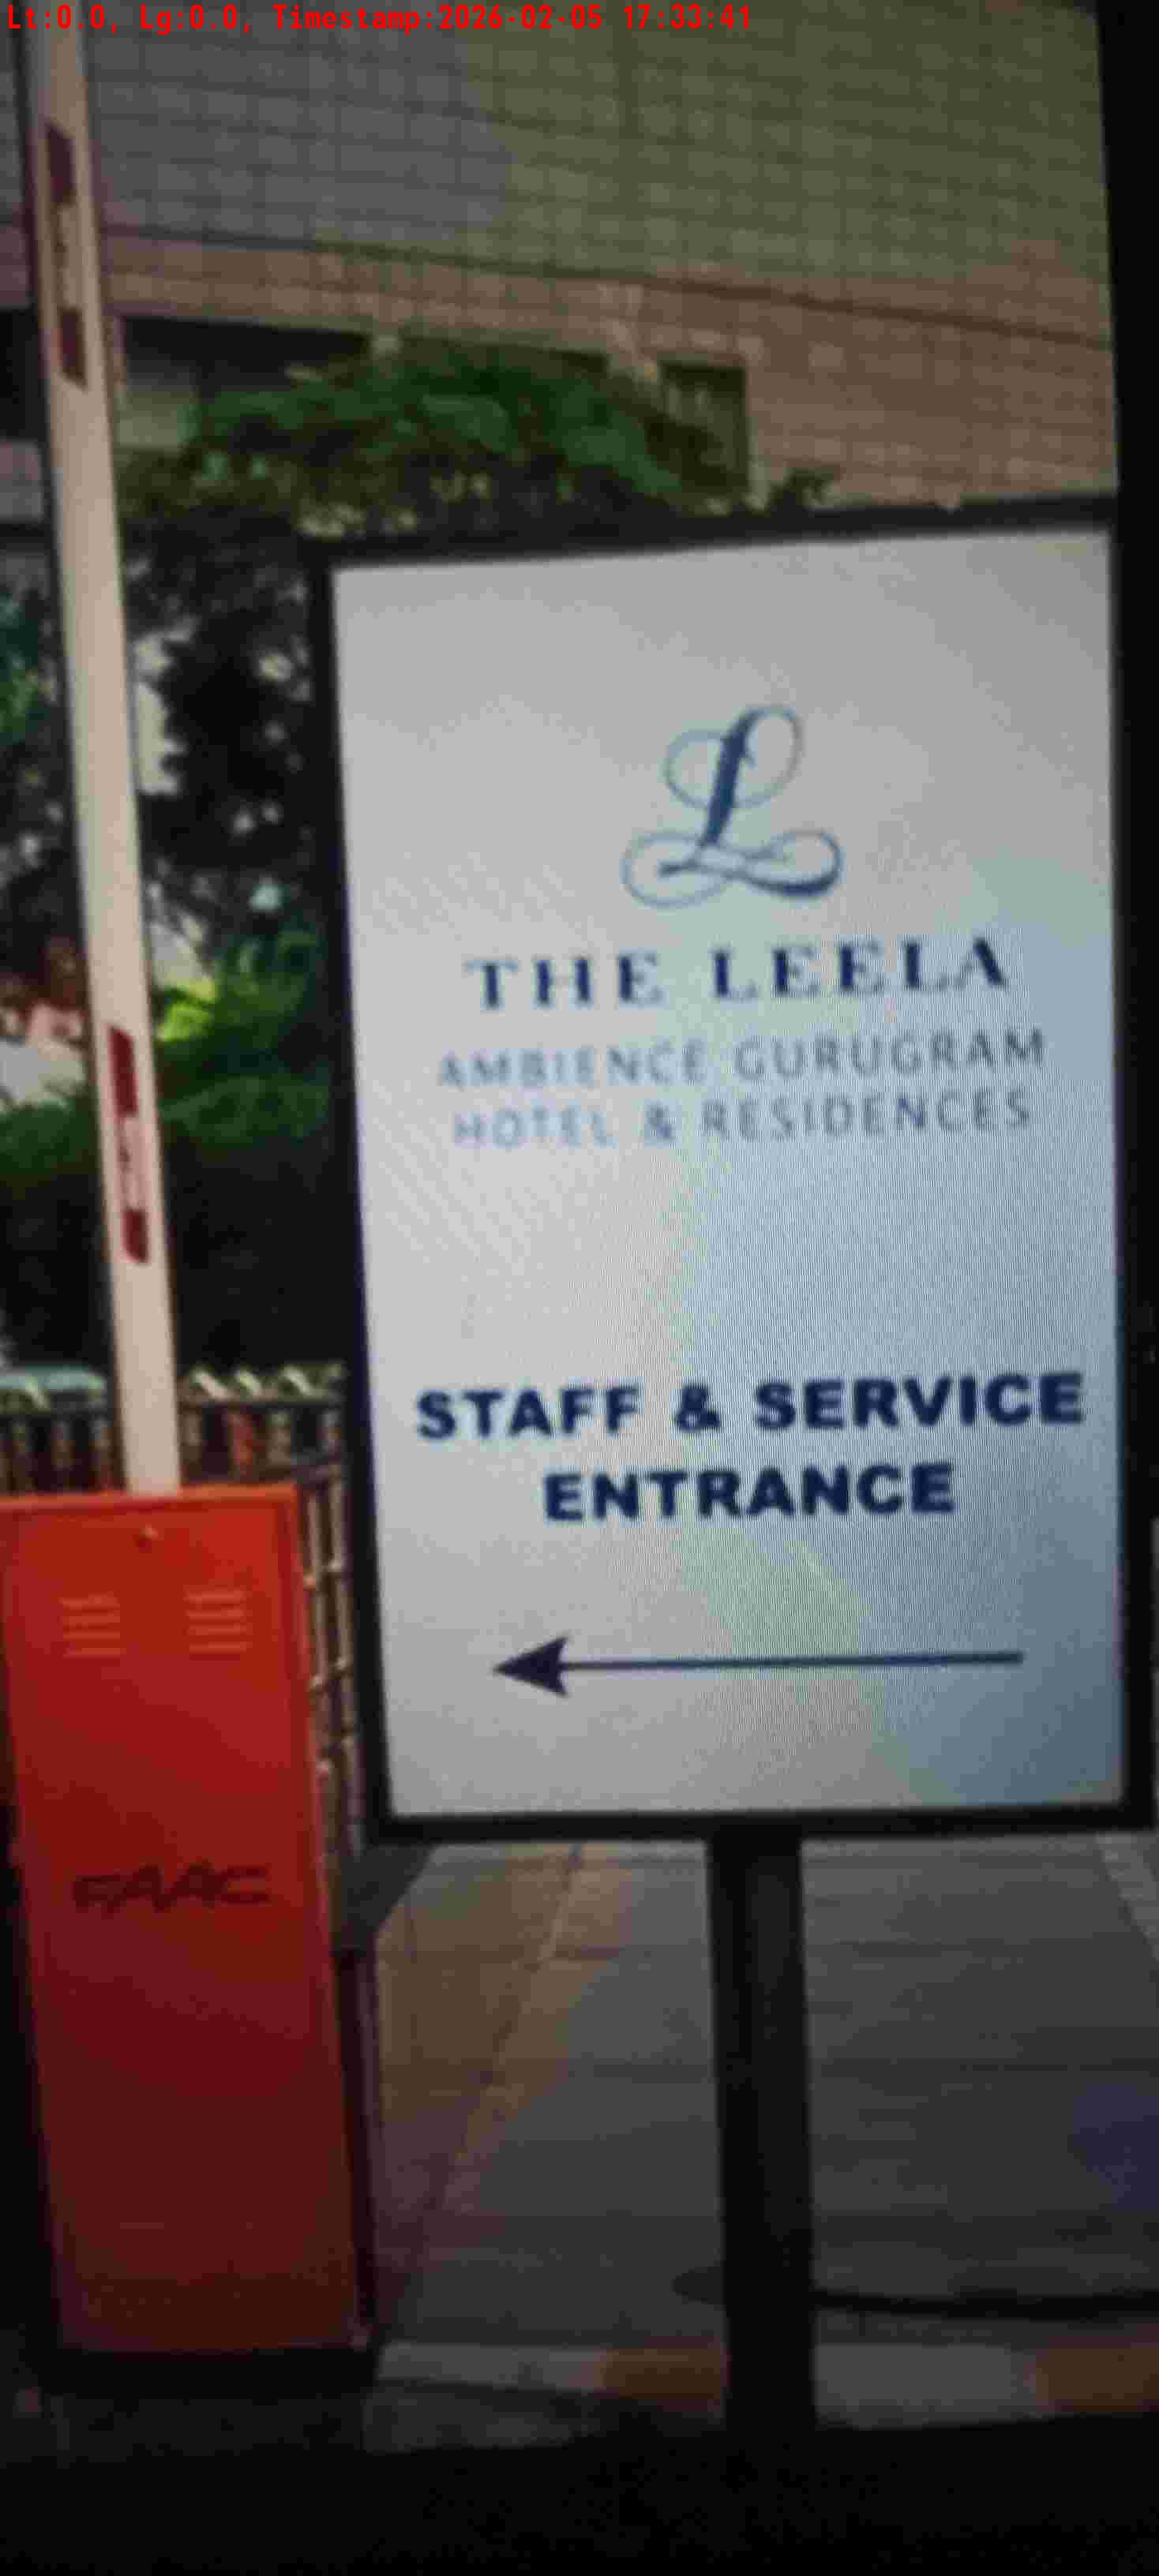 Lt:0.0, Lg:0.0, Timestamp:2026-02-05 17:33:41
L
THE LEELA
AMBIENCE GURUGRAM
HOTEL & RESIDENCES
STAFF & SERVICE
ENTRANCE
FAAC